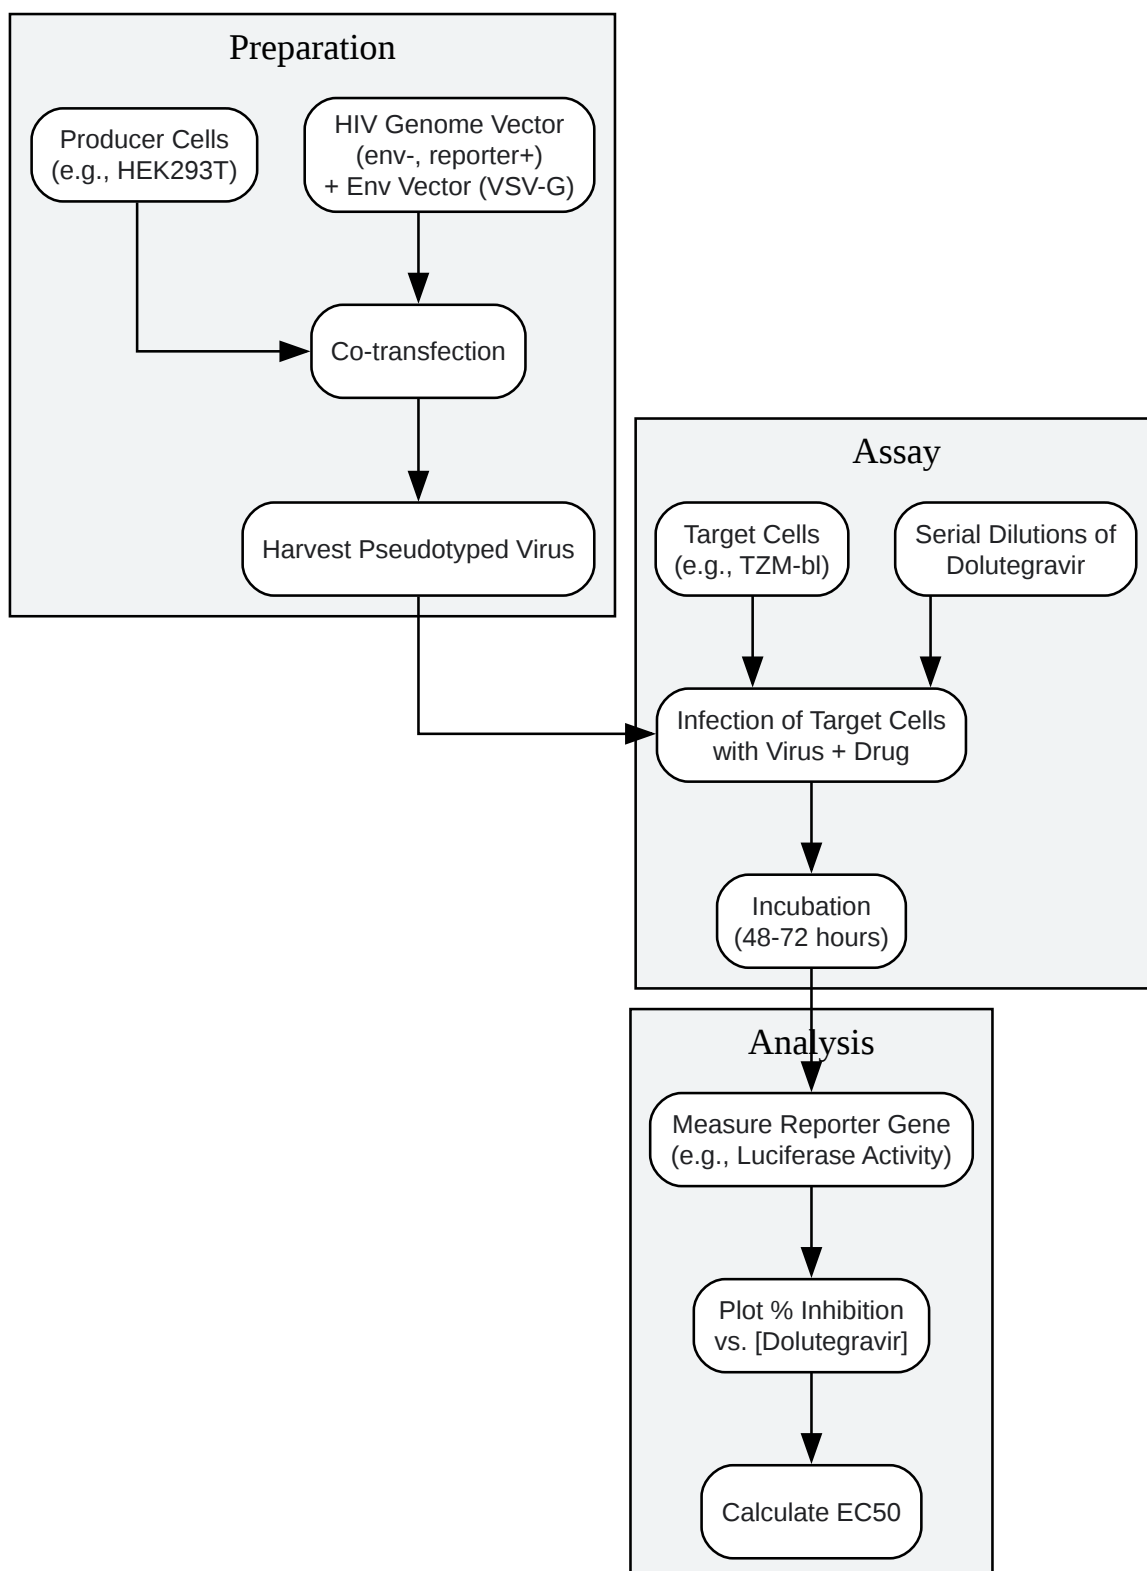 Preparation
Producer Cells
(e.g., HEK293T)
HIV Genome Vector
(env-, reporter+)
+ Env Vector (VSV-G)
Co-transfection
Harvest Pseudotyped Virus
Assay
Target Cells
(e.g., TZM-bl)
Serial Dilutions of
Dolutegravir
Infection of Target Cells
with Virus + Drug
Incubation
(48-72 hours)
Analysis
Measure Reporter Gene
(e.g., Luciferase Activity)
Plot % Inhibition
vs. [Dolutegravir]
Calculate EC50